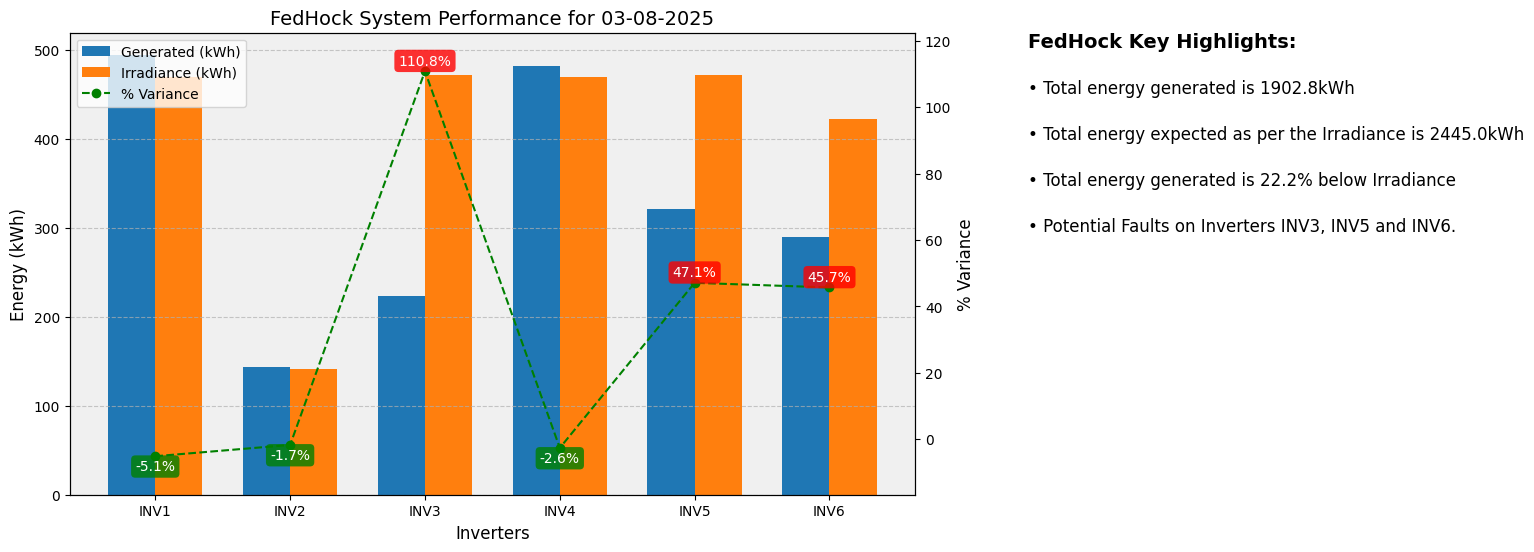 FedHock System Performance for 03-08-2025
Generated (kWh)
Irradiance (kWh)
% Variance
Energy (kWh)
500
400
300
200
100
0
110.8%
47.1%
45.7%
-5.1%
-1.7%
-2.6%
120
100
80
60
40
20
0
% Variance
INV1 INV2 INV3 INV4 INV5 INV6
Inverters
FedHock Key Highlights:
• Total energy generated is 1902.8kWh
• Total energy expected as per the Irradiance is 2445.0kWh
• Total energy generated is 22.2% below Irradiance
• Potential Faults on Inverters INV3, INV5 and INV6.